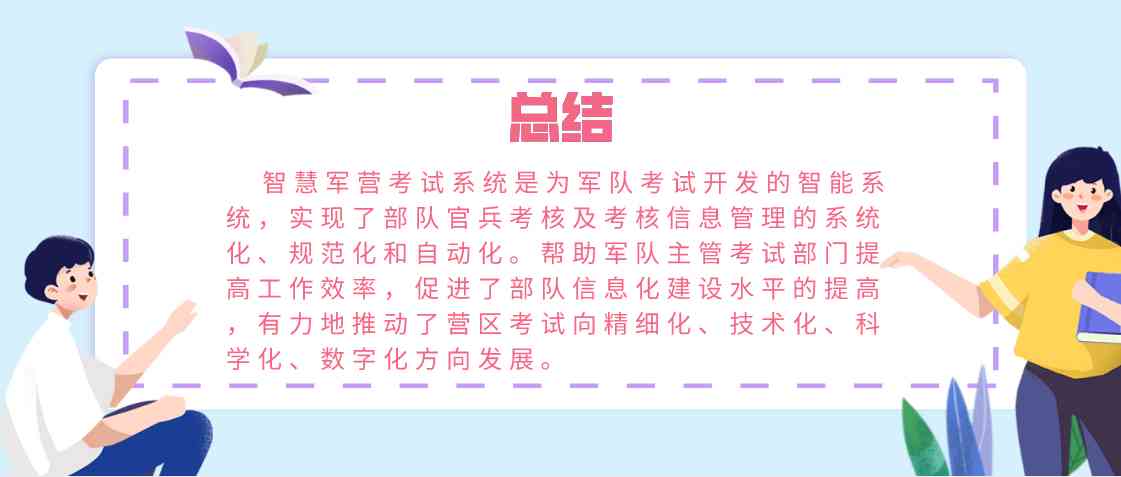 总结
智慧军营考试系统是为军队考试开发的智能系
统，实现了部队官兵考核及考核信息管理的系统
化、规范化和自动化。帮助军队主管考试部门提
高工作效率，促进了部队信息化建设水平的提高
，有力地推动了营区考试向精细化、技术化、科
学化、数字化方向发展。